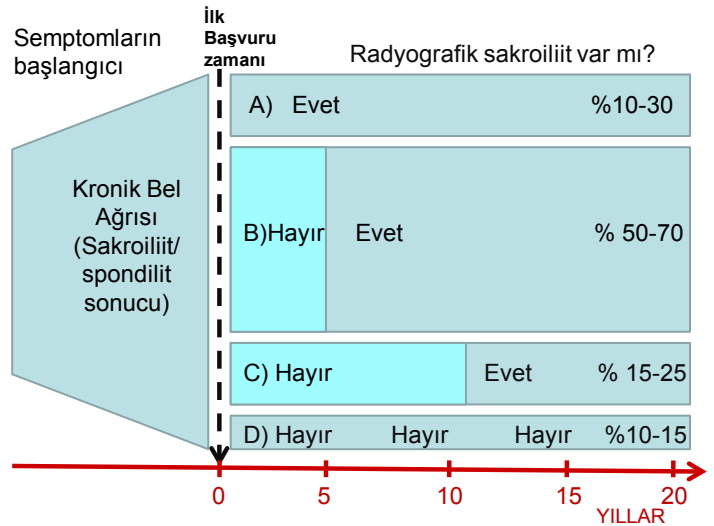 Semptomların
başlangıcı
İlk
Başvuru
zamanı
Radyografik sakroiliit var mı?
Kronik Bel
Ağrısı
(Sakroiliit/
spondilit
sonucu)
A) Evet %10-30
B)Hayır Evet % 50-70
C) Hayır Evet % 15-25
D) Hayır Hayır Hayır %10-15
0 5 10 15 20
YILLAR